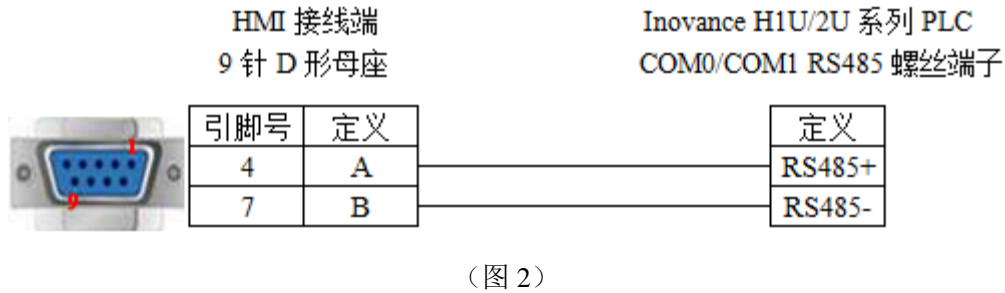 HMI 接线端
9 针 D 形母座
Inovance H1U/2U 系列 PLC
COM0/COM1 RS485 螺丝端子
引脚号 定义
4 A
7 B
定义
RS485+
RS485-
1
9
（图 2）